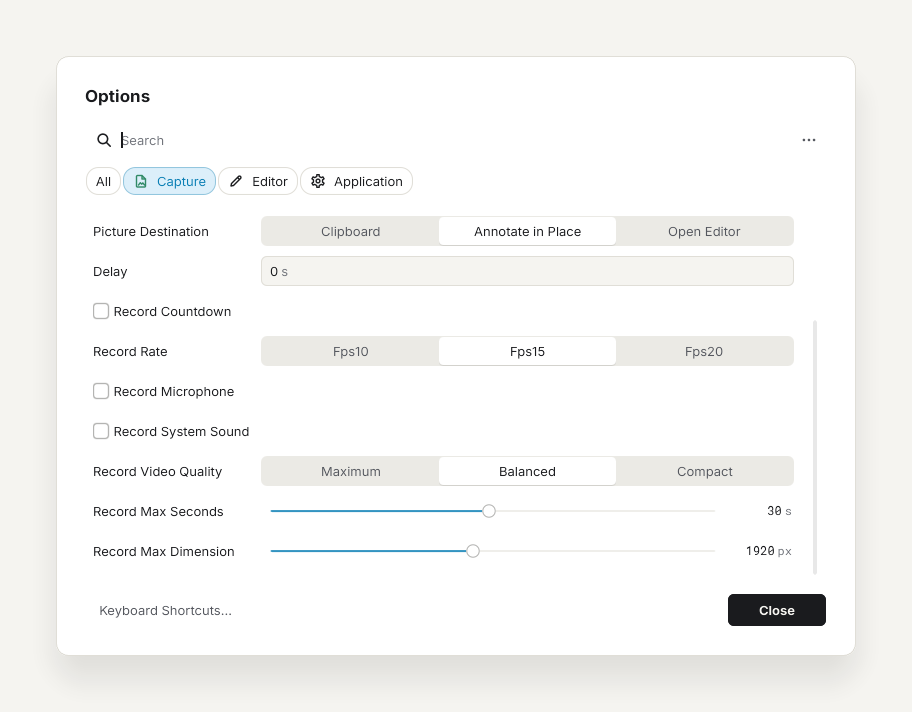 Options
Search
All Capture Editor Application
Picture Destination Clipboard Annotate in Place Open Editor
Delay 0 s
Record Countdown
Record Rate Fps10 Fps15 Fps20
Record Microphone
Record System Sound
Record Video Quality Maximum Balanced Compact
Record Max Seconds 30 s
Record Max Dimension 1920 px
Keyboard Shortcuts... Close